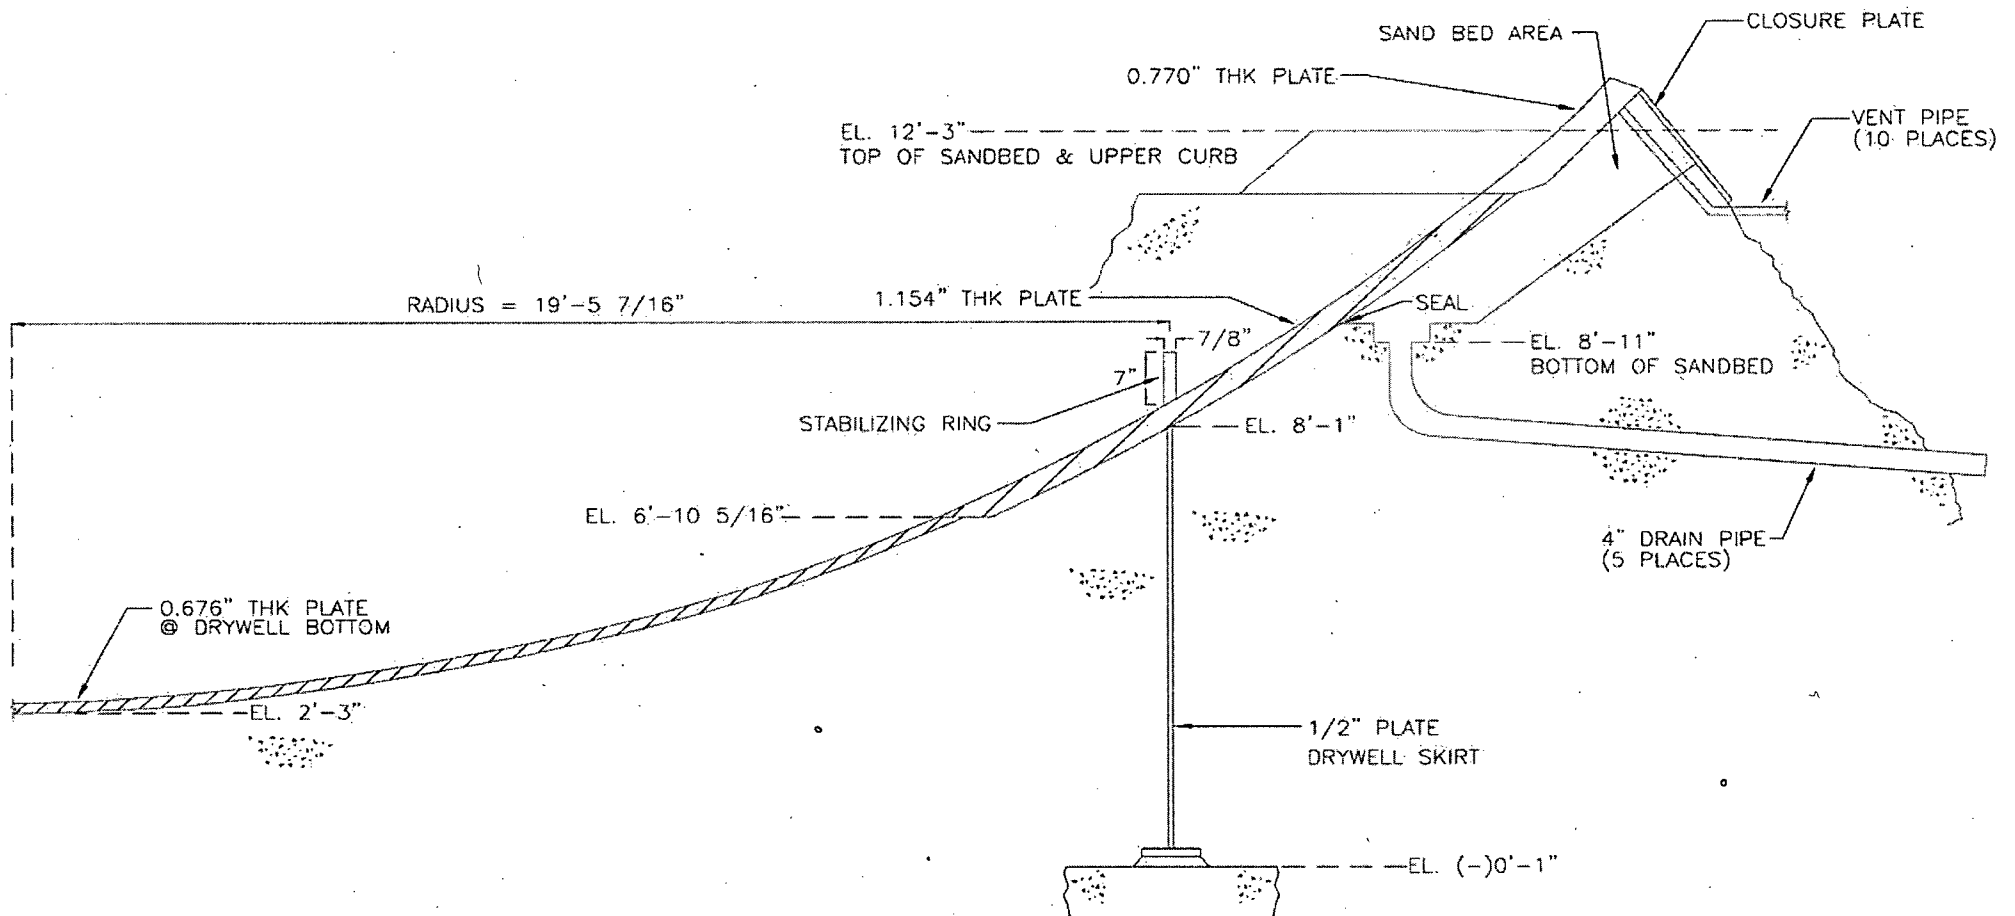 CLOSURE PLATE
SAND BED AREA
0.770" THK PLATE
VENT PIPE
(10 PLACES)
EL. 12'-3"
TOP OF SANDBED & UPPER CURB
RADIUS = 19'-5 7/16"
1.154" THK PLATE
SEAL
7/8"
EL. 8'-11"
BOTTOM OF SANDBED
7"
STABILIZING RING
EL. 8'-1"
EL. 6'-10 5/16"
4" DRAIN PIPE
(5 PLACES)
0.676" THK PLATE
@ DRYWELL BOTTOM
EL. 2'-3"
1/2" PLATE
DRYWELL SKIRT
EL. (-)0'-1"